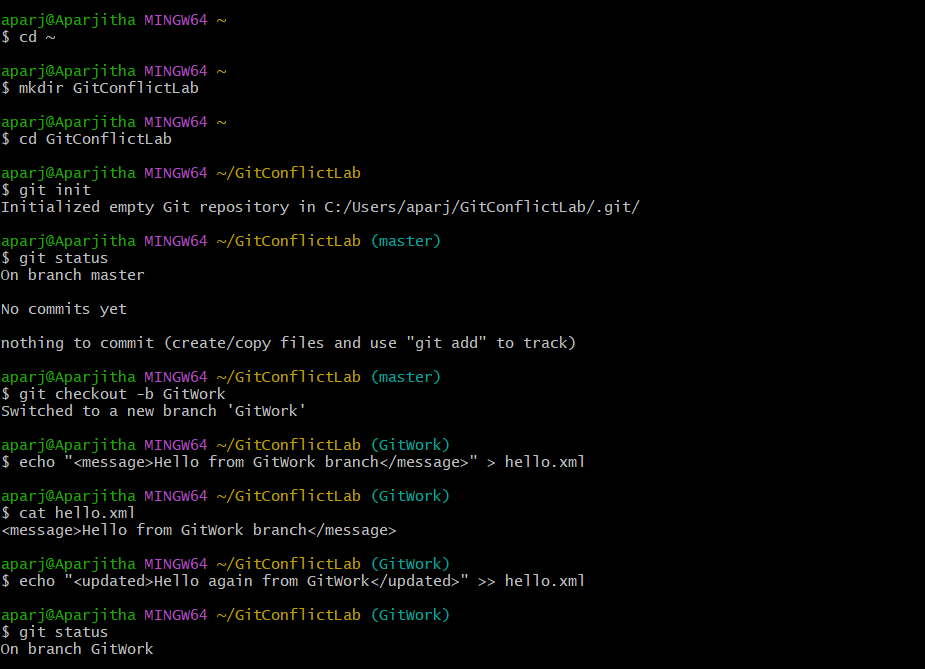 aparj@Aparjitha MINGW64 ~
$ cd ~
aparj@Aparjitha MINGW64 ~
$ mkdir GitConflictLab
aparj@Aparjitha MINGW64 ~
$ cd GitConflictLab
aparj@Aparjitha MINGW64 ~/GitConflictLab
$ git init
Initialized empty Git repository in C:/Users/aparj/GitConflictLab/.git/
aparj@Aparjitha MINGW64 ~/GitConflictLab (master)
$ git status
On branch master
No commits yet
nothing to commit (create/copy files and use "git add" to track)
aparj@Aparjitha MINGW64 ~/GitConflictLab (master)
$ git checkout -b GitWork
Switched to a new branch 'GitWork'
aparj@Aparjitha MINGW64 ~/GitConflictLab (GitWork)
$ echo "<message>Hello from GitWork branch</message>" > hello.xml
aparj@Aparjitha MINGW64 ~/GitConflictLab (GitWork)
$ cat hello.xml
<message>Hello from GitWork branch</message>
aparj@Aparjitha MINGW64 ~/GitConflictLab (GitWork)
$ echo "<updated>Hello again from GitWork</updated>" >> hello.xml
aparj@Aparjitha MINGW64 ~/GitConflictLab (GitWork)
$ git status
On branch GitWork